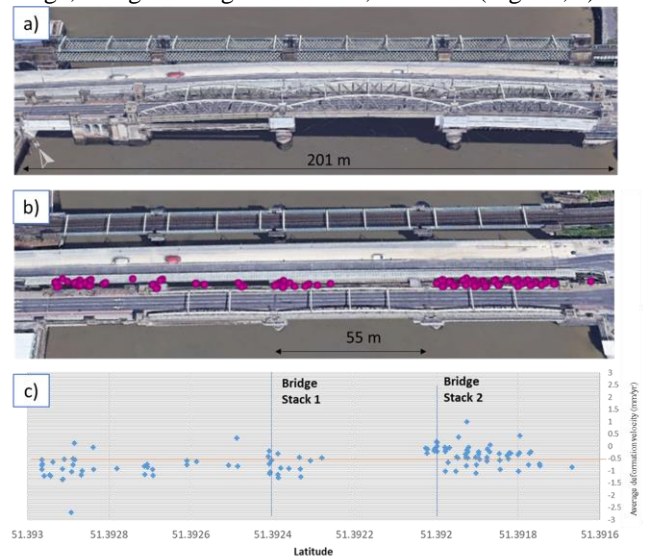 a)
201 m
b)
55 m
c)
Bridge
Stack 1
Bridge
Stack 2
3
2.5
2
1.5
1
0.5
0
-0.5
-1
-1.5
-2
-2.5
-3
Average deformation velocity (mm/yr)
51.393
51.3928
51.3926
51.3924
51.3922
51.392
51.3918
51.3916
Latitude